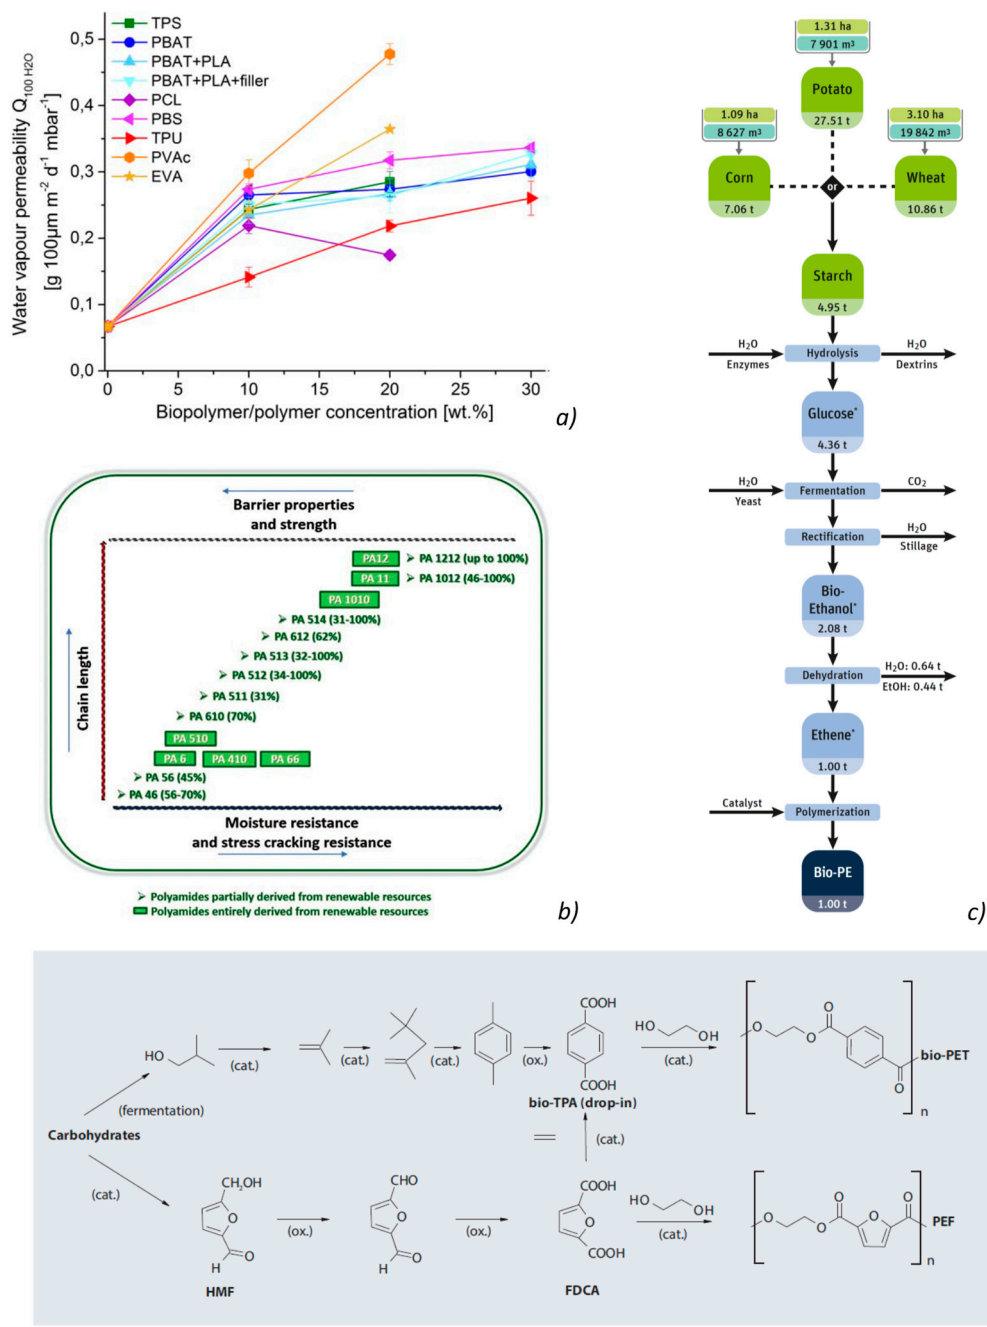 TPS
PBAT
PBAT+PLA
PBAT+PLA+filler
PCL
PBS
TPU
PVAc
EVA
Water vapour permeability Q100 H2O
[g 100µm m-2 d-1 mbar-1]
0,5
0,4
0,3
0,2
0,1
0,0
0
5
10
15
20
25
30
Biopolymer/polymer concentration [wt.%]
a)
Barrier properties
and strength
Chain length
PA12
PA 1212 (up to 100%)
PA 11
PA 1012 (46-100%)
PA 1010
PA 514 (31-100%)
PA 612 (62%)
PA 513 (32-100%)
PA 512 (34-100%)
PA 511 (31%)
PA 610 (70%)
PA 510
PA 6
PA 410
PA 66
PA 56 (45%)
PA 46 (56-70%)
Moisture resistance
and stress cracking resistance
Polyamides partially derived from renewable resources
Polyamides entirely derived from renewable resources
b)
1.31 ha
7 901 m³
Potato
27.51 t
1.09 ha
8 627 m³
Corn
7.06 t
or
3.10 ha
19 842 m³
Wheat
10.86 t
Starch
4.95 t
H2O
Enzymes
Hydrolysis
H2O
Dextrins
Glucose*
4.36 t
H2O
Yeast
Fermentation
CO2
Rectification
H2O
Stillage
Bio-
Ethanol*
2.08 t
Dehydration
H2O: 0.64 t
EtOH: 0.44 t
Ethene*
1.00 t
Catalyst
Polymerization
Bio-PE
1.00 t
c)
Carbohydrates
(fermentation)
HO
(cat.)
(cat.)
(cat.)
(ox.)
COOH
COOH
bio-TPA (drop-in)
HO
OH
(cat.)
O
O
O
O
n
bio-PET
(cat.)
(cat.)
CH2OH
O
O
H
HMF
(ox.)
CHO
O
O
H
(ox.)
COOH
O
COOH
FDCA
HO
OH
(cat.)
O
O
O
O
O
n
PEF